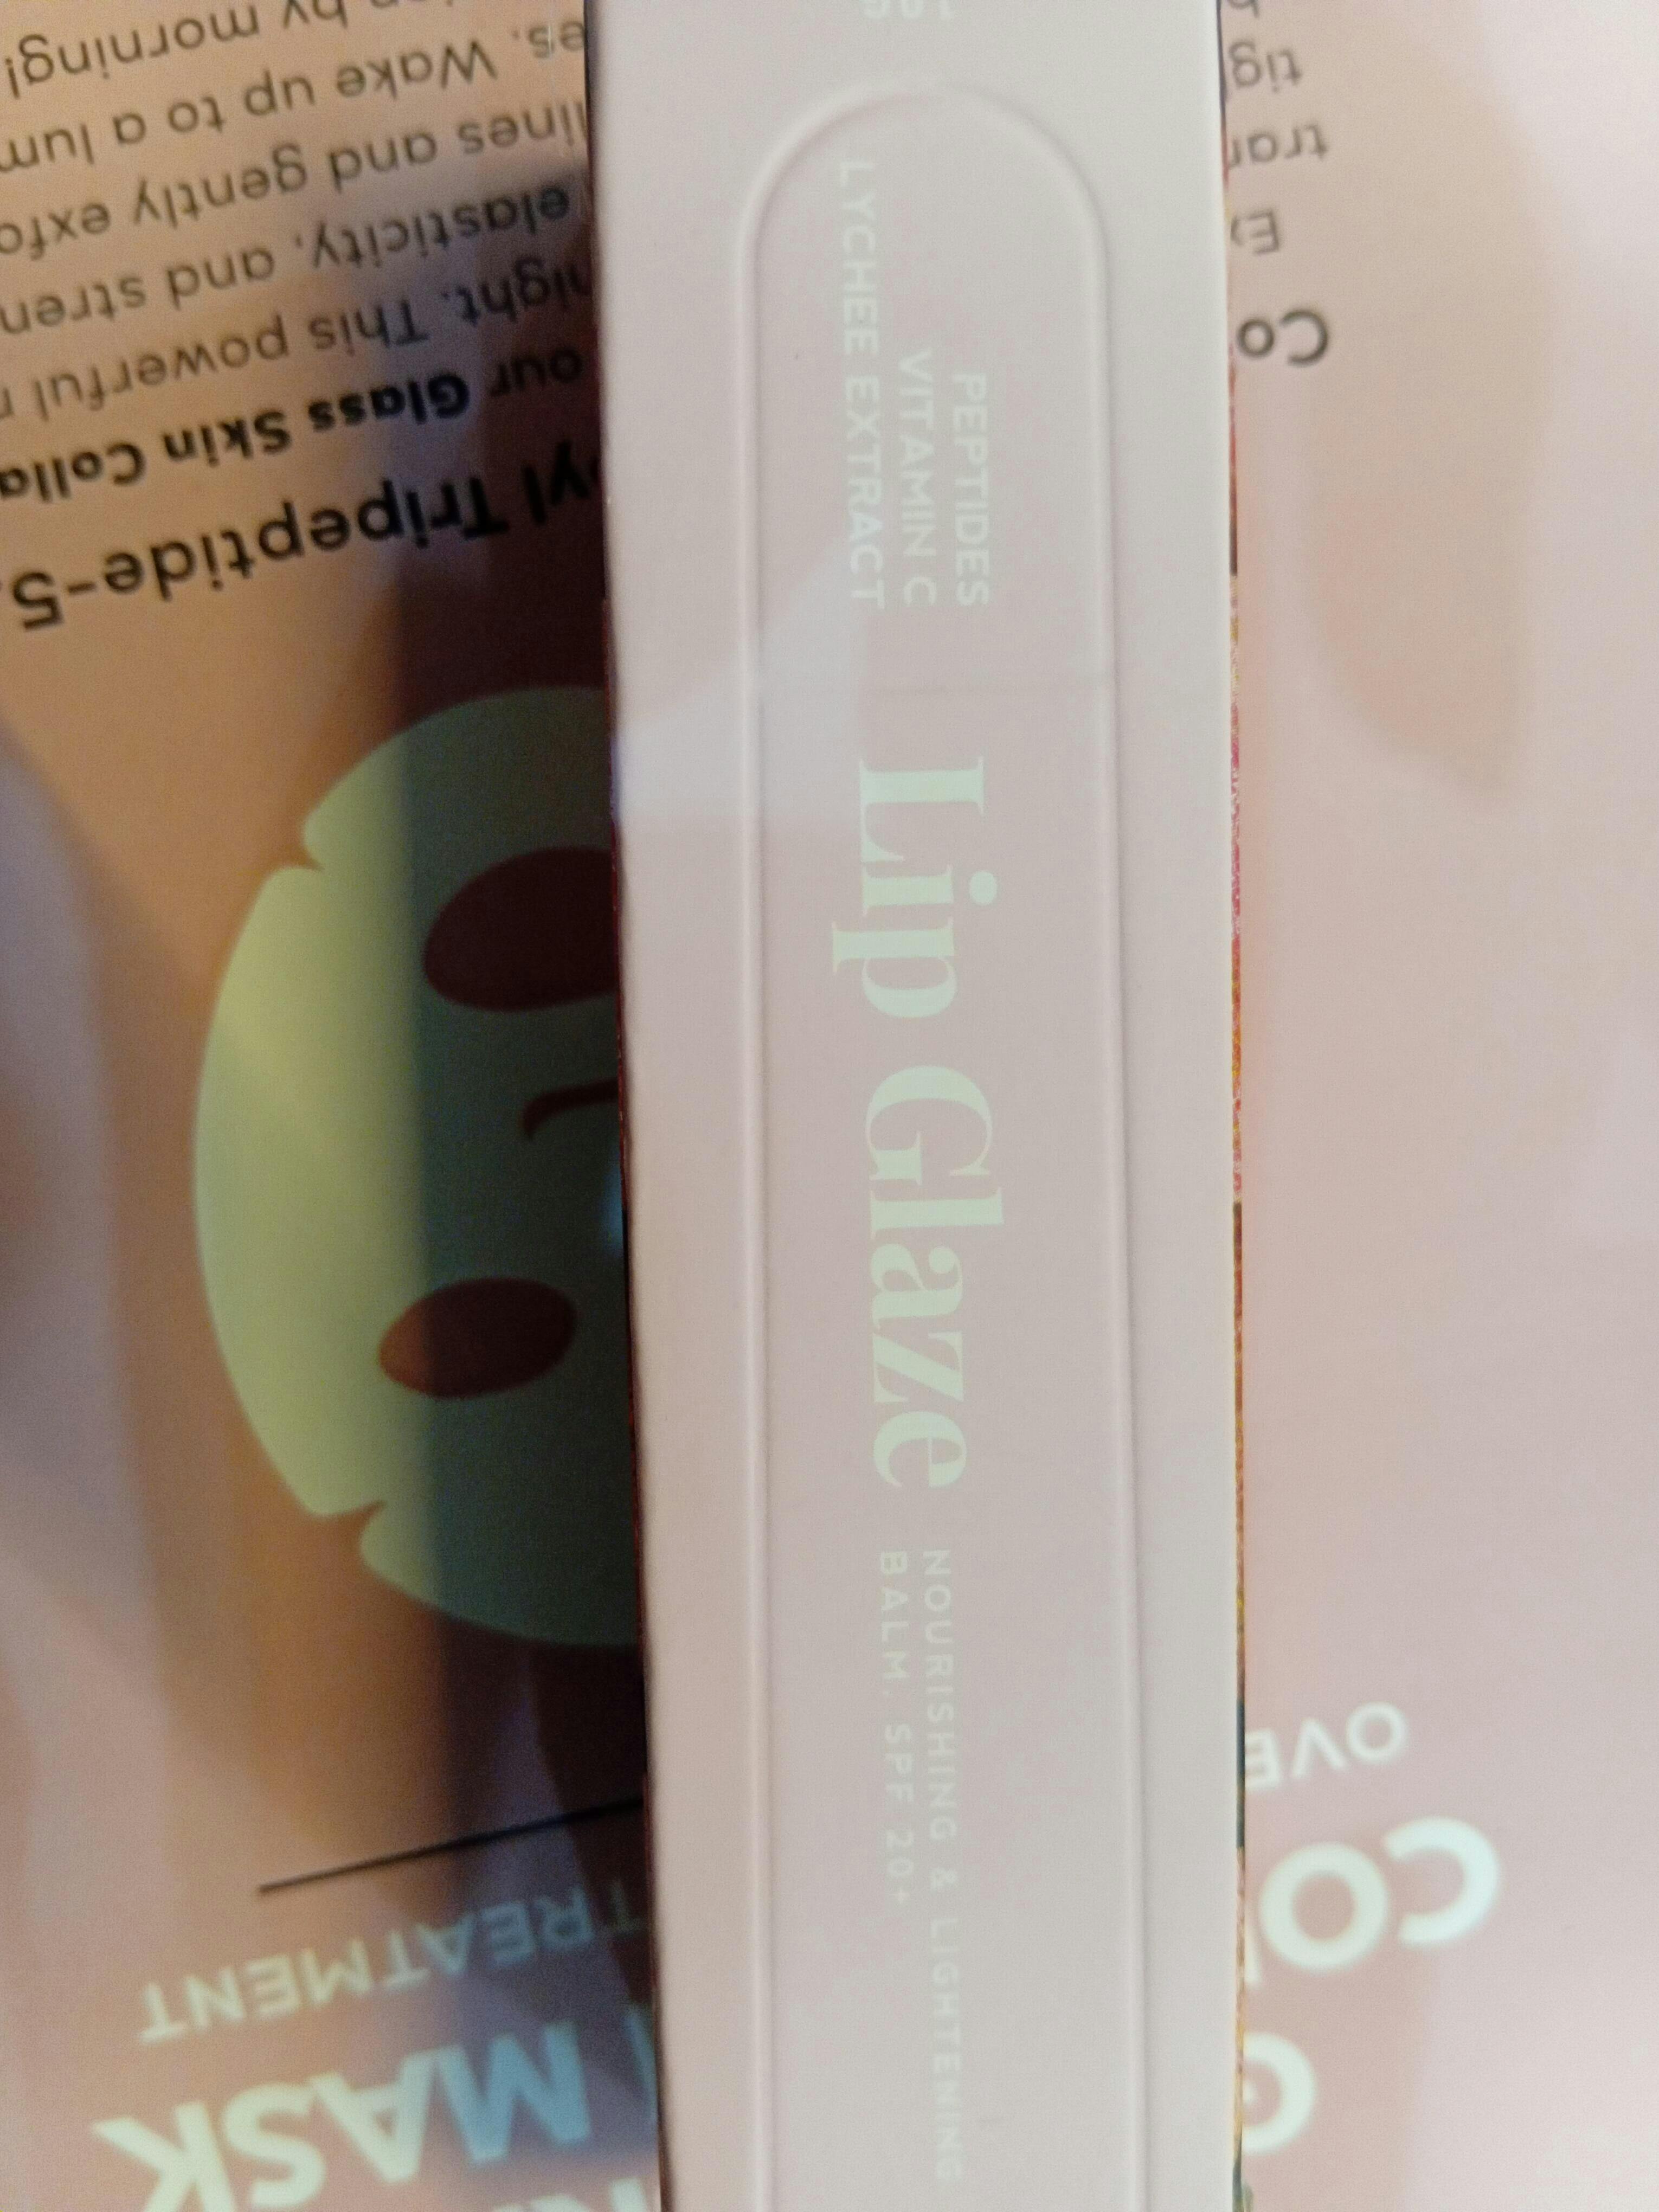 PEPTIDES
VITAMIN C
LYCHEE EXTRACT
Lip Glaze
NOURISHING & LIGHTENING
BALM. SPF 20+
MASK
TREATMENT
OVE
CO
G
yl Tripeptide-5
our Glass Skin Colla
night. This powerful
elasticity, and stren
lines and gently exfo
es. Wake up to a lum
by morning!
Co
Ex
tran
tig